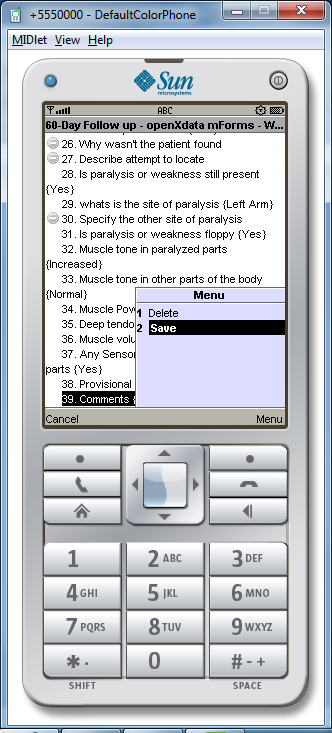 +5550000 - DefaultColorPhone
MIDlet View Help
Sun
microsystems
ABC
60-Day Follow up - openXdata mForms - W...
26. Why wasn't the patient found
27. Describe attempt to locate
28. Is paralysis or weakness still present
{Yes}
29. whats is the site of paralysis {Left Arm}
30. Specify the other site of paralysis
31. Is paralysis or weakness floppy {Yes}
32. Muscle tone in paralyzed parts
{Increased}
33. Muscle tone in other parts of the body
{Normal}
34. Muscle Pow
35. Deep tendo
36. Muscle volu
37. Any Sensor
parts {Yes}
38. Provisional
39. Comments {
Menu
1 Delete
2 Save
Cancel Menu
1 2 ABC 3 DEF
4 GHI 5 JKL 6 MNO
7 PQRS 8 TUV 9 WXYZ
* . 0 # - +
SHIFT SPACE